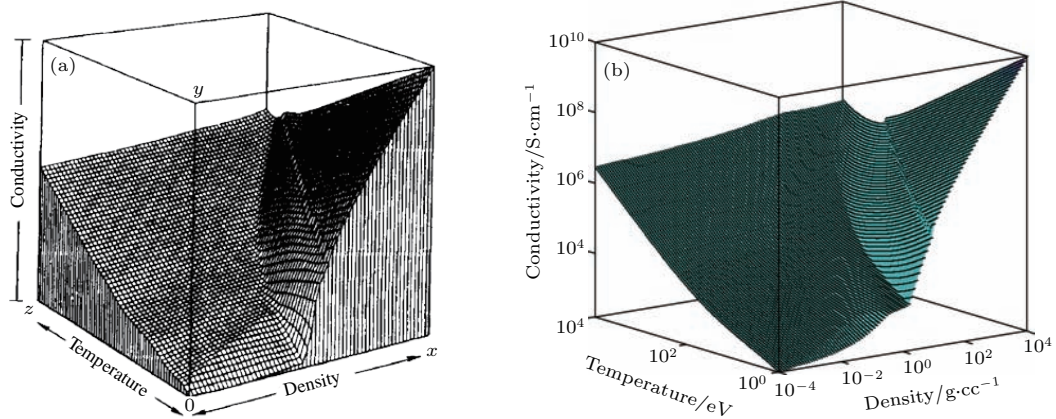 (a)
y
Conductivity
z
Temperature
0
Density
x
(b)
10^10
10^8
10^6
10^4
10^4
Conductivity/S·cm^−1
10^2
10^0
Temperature/eV
10^−4
10^−2
10^0
10^2
10^4
Density/g·cc^−1